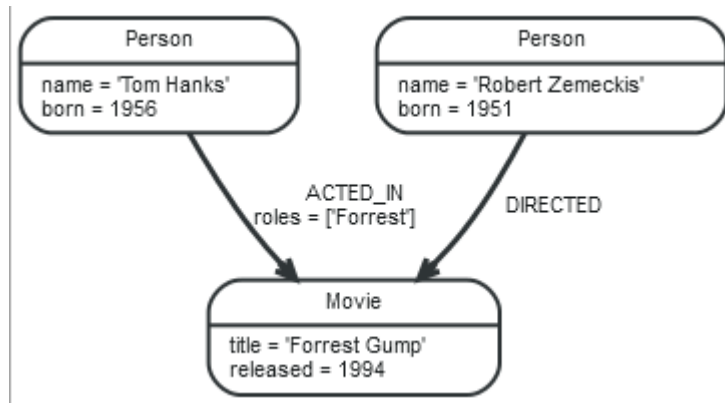 Person
name = 'Tom Hanks'
born = 1956
Person
name = 'Robert Zemeckis'
born = 1951
ACTED_IN
roles = ['Forrest']
DIRECTED
Movie
title = 'Forrest Gump'
released = 1994